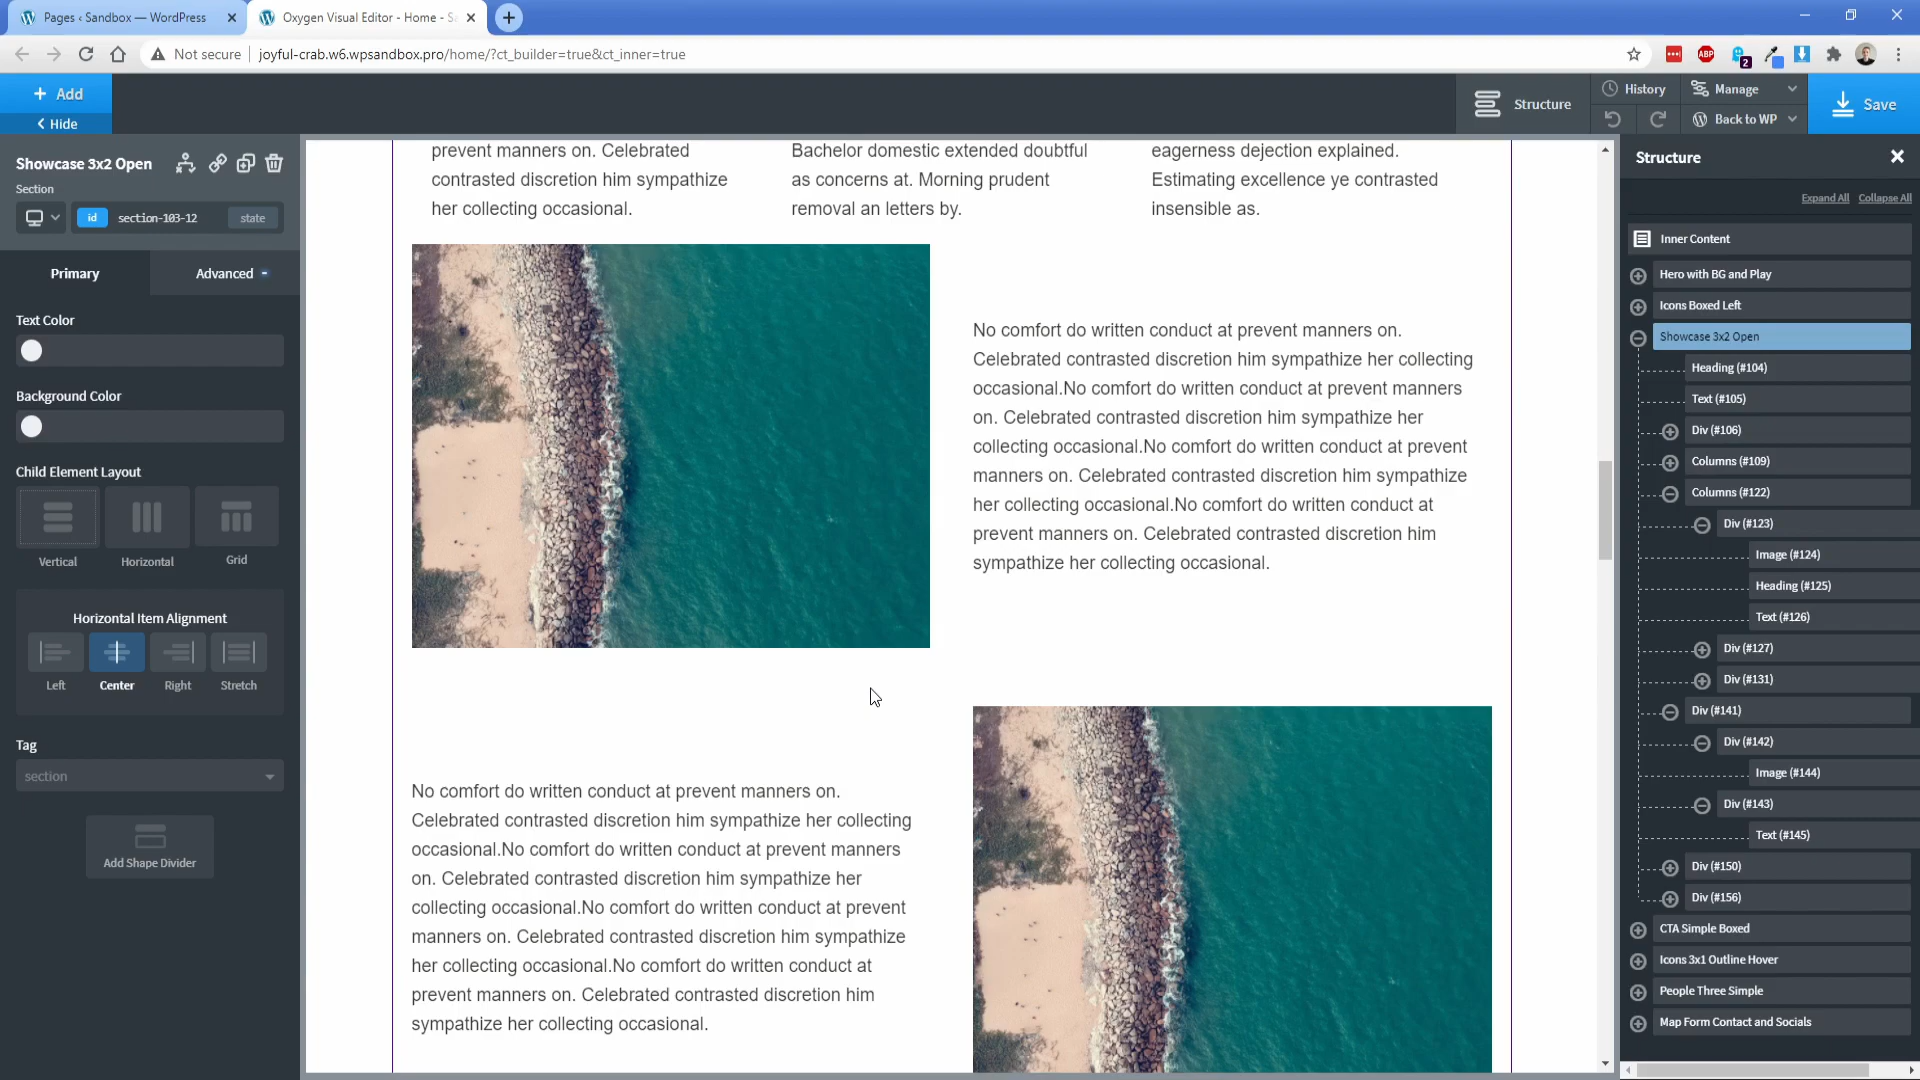 Pages ‹ Sandbox — WordPress
Oxygen Visual Editor - Home - S
Not secure
joyful-crab.w6.wpsandbox.pro/home/?ct_builder=true&ct_inner=true
ABP
2
+ Add
Hide
Structure
History
Manage
Back to WP
Save
Showcase 3x2 Open
Section
id
section-103-12
state
Primary
Advanced
Text Color
Background Color
Child Element Layout
Vertical
Horizontal
Grid
Horizontal Item Alignment
Left
Center
Right
Stretch
Tag
section
Add Shape Divider
prevent manners on. Celebrated
contrasted discretion him sympathize
her collecting occasional.
Bachelor domestic extended doubtful
as concerns at. Morning prudent
removal an letters by.
eagerness dejection explained.
Estimating excellence ye contrasted
insensible as.
No comfort do written conduct at prevent manners on.
Celebrated contrasted discretion him sympathize her collecting
occasional.No comfort do written conduct at prevent manners
on. Celebrated contrasted discretion him sympathize her
collecting occasional.No comfort do written conduct at prevent
manners on. Celebrated contrasted discretion him sympathize
her collecting occasional.No comfort do written conduct at
prevent manners on. Celebrated contrasted discretion him
sympathize her collecting occasional.
No comfort do written conduct at prevent manners on.
Celebrated contrasted discretion him sympathize her collecting
occasional.No comfort do written conduct at prevent manners
on. Celebrated contrasted discretion him sympathize her
collecting occasional.No comfort do written conduct at prevent
manners on. Celebrated contrasted discretion him sympathize
her collecting occasional.No comfort do written conduct at
prevent manners on. Celebrated contrasted discretion him
sympathize her collecting occasional.
Structure
Expand All
Collapse All
Inner Content
Hero with BG and Play
Icons Boxed Left
Showcase 3x2 Open
Heading (#104)
Text (#105)
Div (#106)
Columns (#109)
Columns (#122)
Div (#123)
Image (#124)
Heading (#125)
Text (#126)
Div (#127)
Div (#131)
Div (#141)
Div (#142)
Image (#144)
Div (#143)
Text (#145)
Div (#150)
Div (#156)
CTA Simple Boxed
Icons 3x1 Outline Hover
People Three Simple
Map Form Contact and Socials